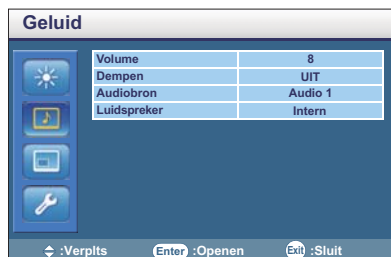 Geluid
Volume 8
Dempen UIT
Audiobron Audio 1
Luidspreker Intern
:Verplts Enter :Openen Exit :Sluit